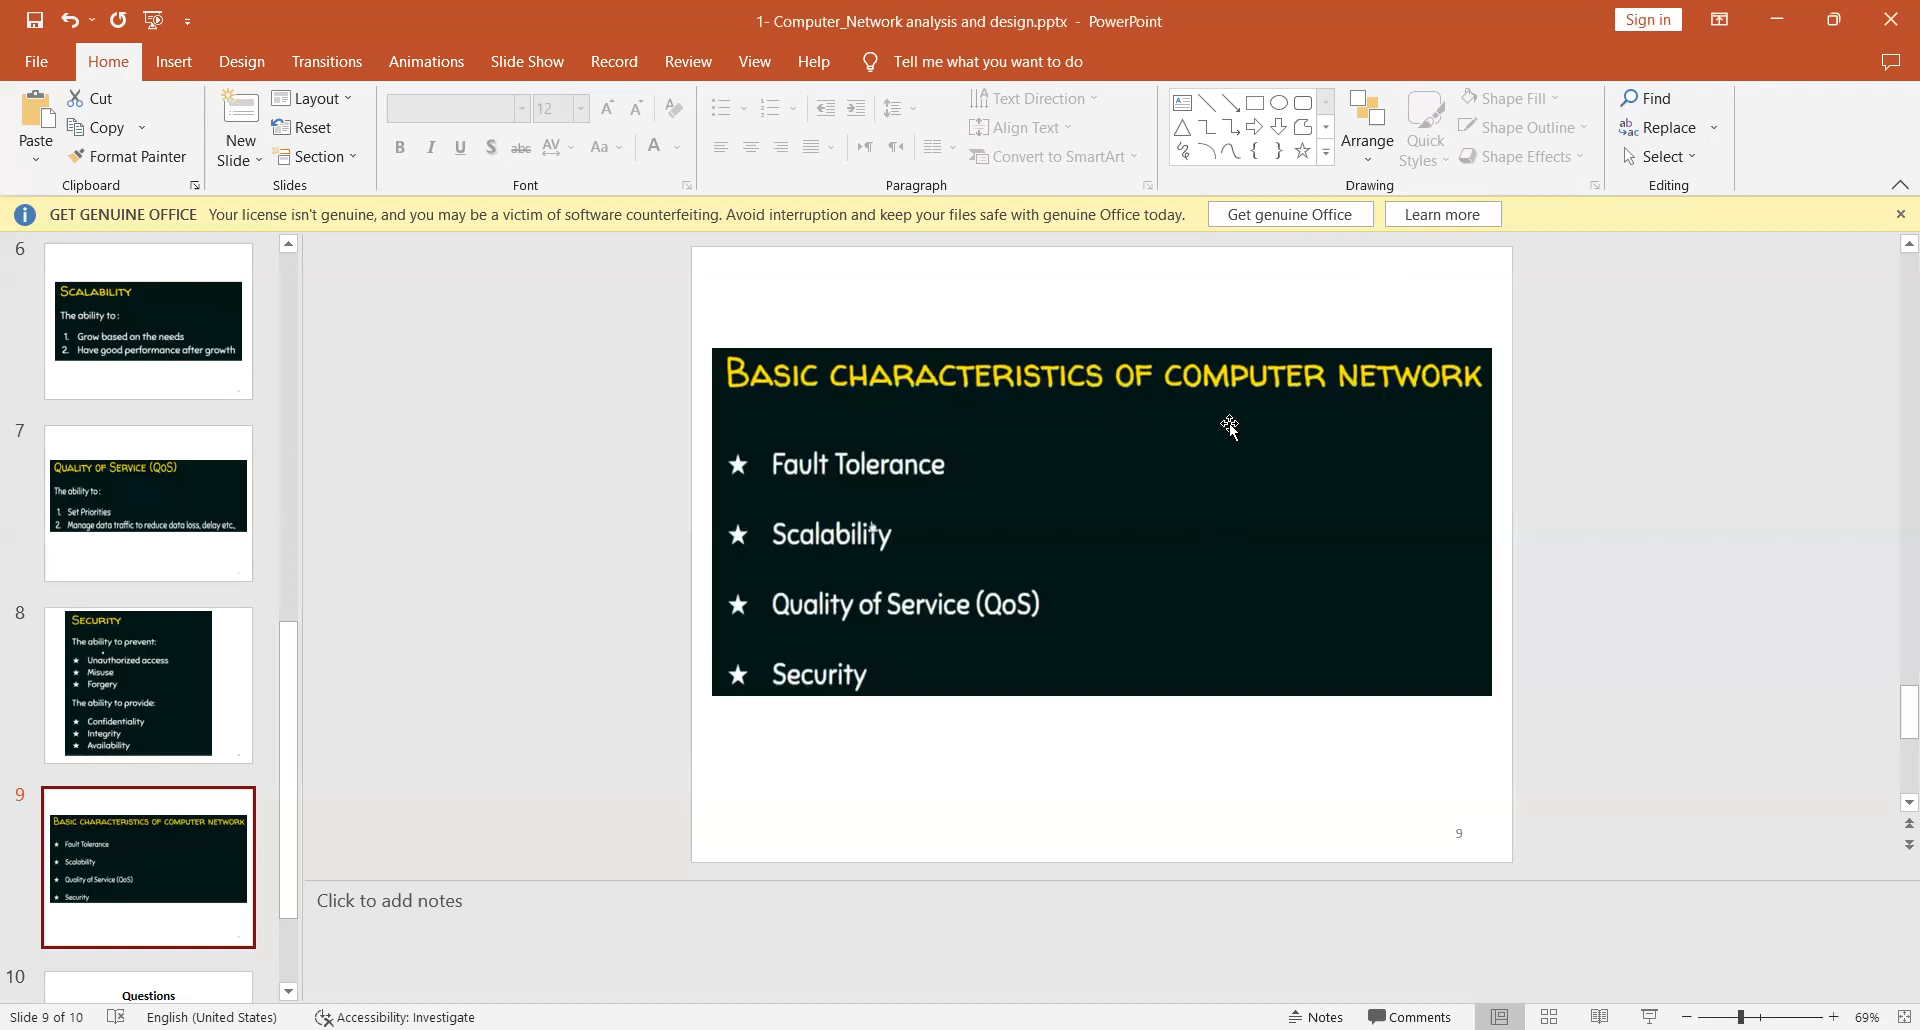 1- Computer_Network analysis and design.pptx - PowerPoint
Sign in
File Home Insert Design Transitions Animations Slide Show Record Review View Help Tell me what you want to do
Paste
Cut
Copy
Format Painter
Clipboard
New Slide
Layout
Reset
Section
Slides
12
Font
Text Direction
Align Text
Convert to SmartArt
Paragraph
Arrange
Quick Styles
Shape Fill
Shape Outline
Shape Effects
Drawing
Find
Replace
Select
Editing
GET GENUINE OFFICE Your license isn't genuine, and you may be a victim of software counterfeiting. Avoid interruption and keep your files safe with genuine Office today. Get genuine Office Learn more
6
SCALABILITY
The ability to:
1. Grow based on the needs
2. Have good performance after growth
7
QUALITY OF SERVICE (QoS)
The ability to:
1. Set Priorities
2. Manage data traffic to reduce data loss, delay etc.,
8
SECURITY
The ability to prevent:
★ Unauthorized access
★ Misuse
★ Forgery
The ability to provide:
★ Confidentiality
★ Integrity
★ Availability
9
BASIC CHARACTERISTICS OF COMPUTER NETWORK
★ Fault Tolerance
★ Scalability
★ Quality of Service (QoS)
★ Security
10
Questions
BASIC CHARACTERISTICS OF COMPUTER NETWORK
★ Fault Tolerance
★ Scalability
★ Quality of Service (QoS)
★ Security
9
Click to add notes
Slide 9 of 10 English (United States) Accessibility: Investigate Notes Comments 69%